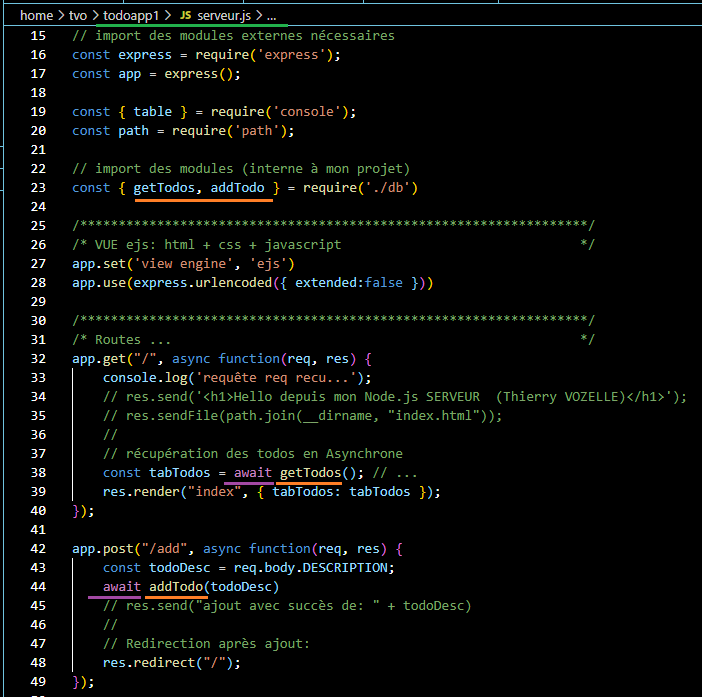 home > tvo > todoapp1 > JS serveur.js > ...
15 // import des modules externes nécessaires
16 const express = require('express');
17 const app = express();
18
19 const { table } = require('console');
20 const path = require('path');
21
22 // import des modules (interne à mon projet)
23 const { getTodos, addTodo } = require('./db')
24
25 /******************************************************************/
26 /* VUE ejs: html + css + javascript */
27 app.set('view engine', 'ejs')
28 app.use(express.urlencoded({ extended:false }))
29
30 /******************************************************************/
31 /* Routes ... */
32 app.get("/", async function(req, res) {
33 console.log('requête req recu...');
34 // res.send('<h1>Hello depuis mon Node.js SERVEUR  (Thierry VOZELLE)</h1>');
35 // res.sendFile(path.join(__dirname, "index.html"));
36 //
37 // récupération des todos en Asynchrone
38 const tabTodos = await getTodos(); // ...
39 res.render("index", { tabTodos: tabTodos });
40 });
41
42 app.post("/add", async function(req, res) {
43 const todoDesc = req.body.DESCRIPTION;
44 await addTodo(todoDesc)
45 // res.send("ajout avec succès de: " + todoDesc)
46 //
47 // Redirection après ajout:
48 res.redirect("/");
49 });